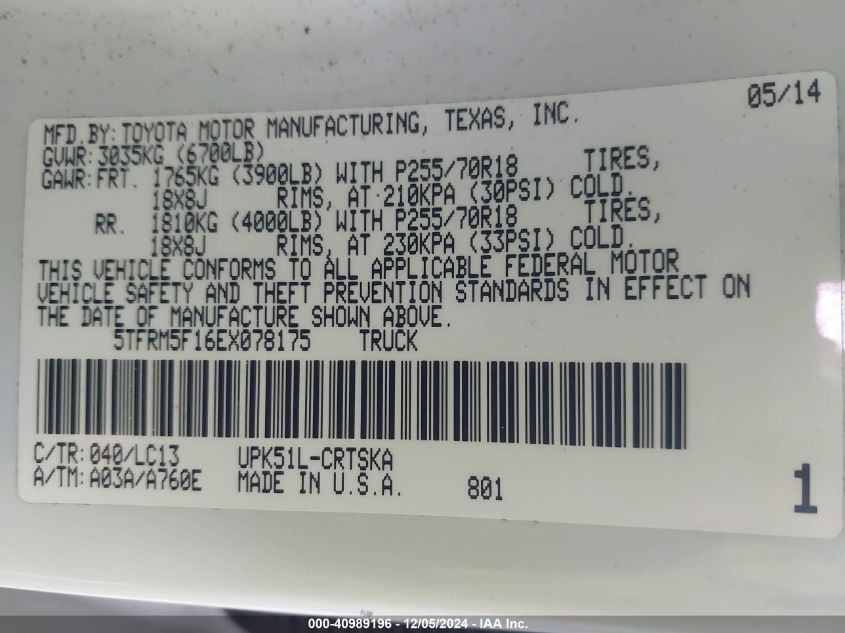 05/14
MFD.BY: TOYOTA MOTOR MANUFACTURING, TEXAS, INC.
GVWR: 3035KG (6700LB)
GAWR: FRT. 1765KG (3900LB) WITH P255/70R18 TIRES,
18X8J RIMS, AT 210KPA (30PSI) COLD.
RR. 1810KG (4000LB) WITH P255/70R18 TIRES,
18X8J RIMS, AT 230KPA (33PSI) COLD.
THIS VEHICLE CONFORMS TO ALL APPLICABLE FEDERAL MOTOR
VEHICLE SAFETY AND THEFT PREVENTION STANDARDS IN EFFECT ON
THE DATE OF MANUFACTURE SHOWN ABOVE.
5TFRM5F16EX078175 TRUCK
C/TR: 040/LC13 UPK51L-CRTSKA
A/TM: A03A/A760E MADE IN U.S.A. 801 1
000-40989196 - 12/05/2024 - IAA Inc.